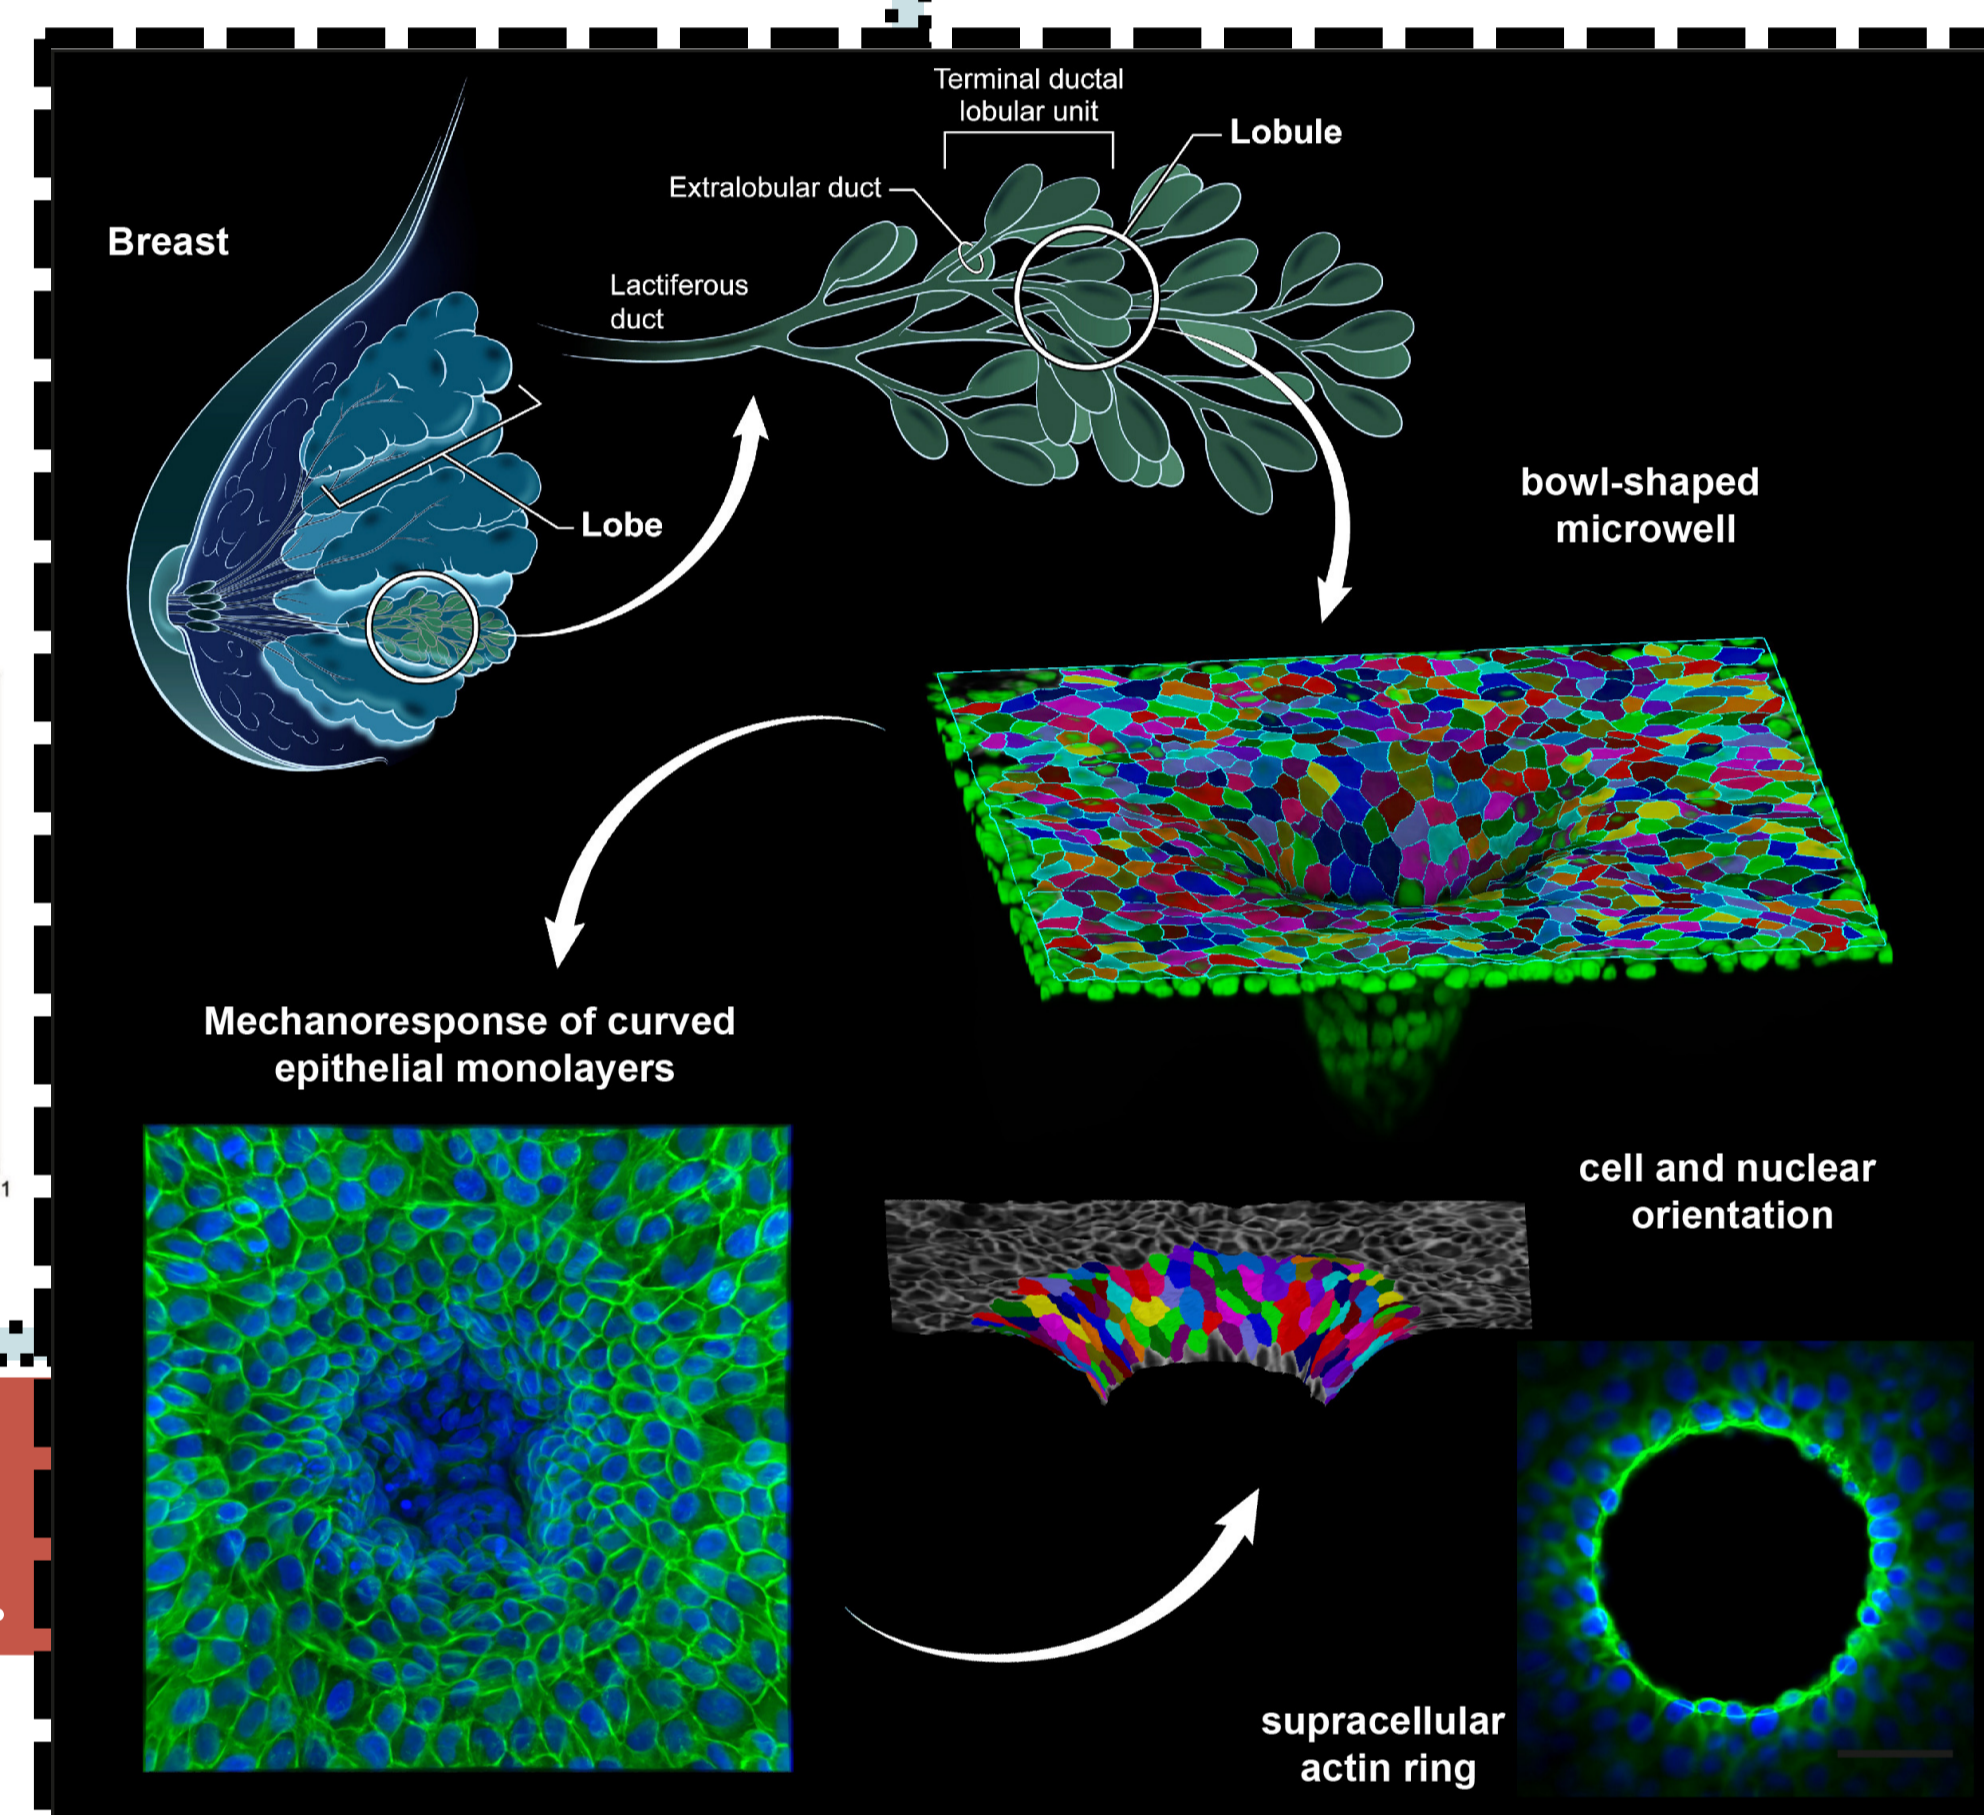 Terminal ductal
lobular unit
Lobule
Extralobular duct
Breast
Lactiferous
duct
Lobe
bowl-shaped
microwell
Mechanoresponse of curved
epithelial monolayers
cell and nuclear
orientation
1
supracellular
actin ring